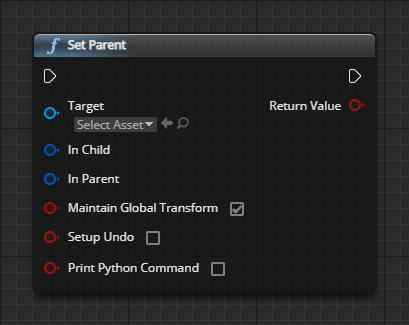 Set Parent
Target
Select Asset
Return Value
In Child
In Parent
Maintain Global Transform
Setup Undo
Print Python Command